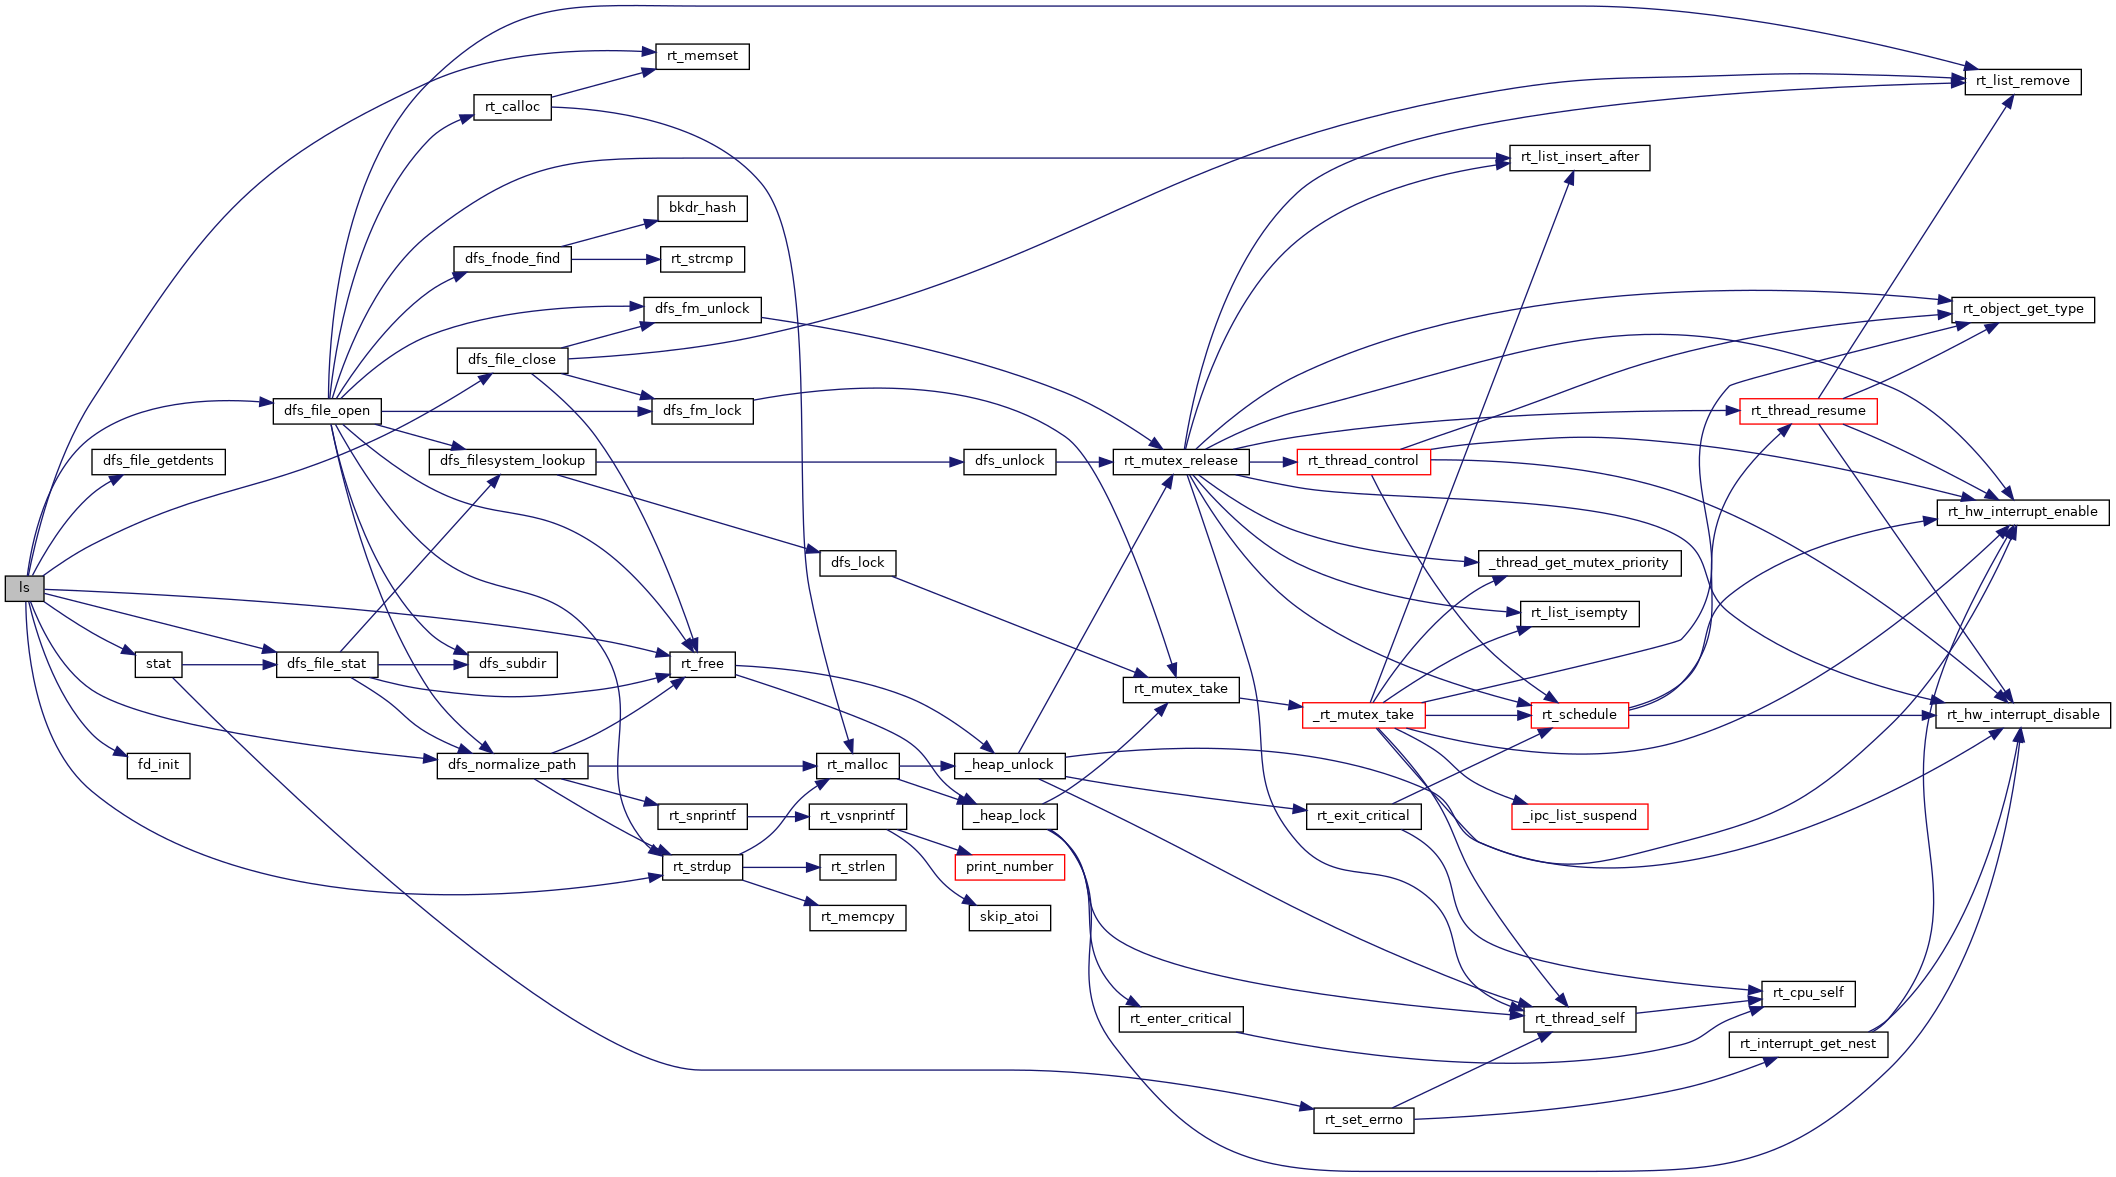 ls
dfs_file_getdents
stat
fd_init
dfs_file_open
dfs_file_stat
rt_calloc
dfs_fnode_find
dfs_file_close
dfs_filesystem_lookup
dfs_subdir
dfs_normalize_path
rt_memset
bkdr_hash
rt_strcmp
dfs_fm_unlock
dfs_fm_lock
rt_free
rt_snprintf
rt_strdup
dfs_lock
rt_malloc
rt_vsnprintf
rt_strlen
rt_memcpy
dfs_unlock
_heap_unlock
_heap_lock
print_number
skip_atoi
rt_mutex_release
rt_mutex_take
rt_enter_critical
rt_thread_control
_rt_mutex_take
rt_exit_critical
rt_set_errno
rt_list_insert_after
_thread_get_mutex_priority
rt_list_isempty
rt_schedule
_ipc_list_suspend
rt_thread_self
rt_thread_resume
rt_cpu_self
rt_interrupt_get_nest
rt_list_remove
rt_object_get_type
rt_hw_interrupt_enable
rt_hw_interrupt_disable